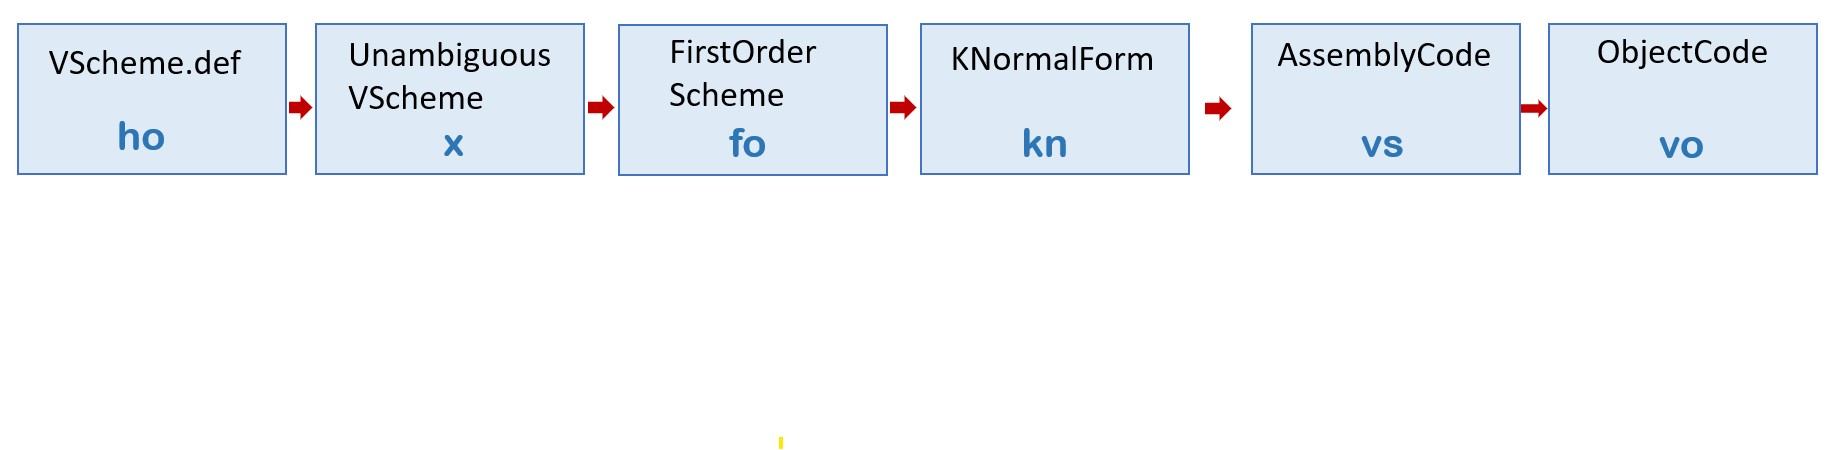 VScheme.def
ho
Unambiguous
VScheme
x
FirstOrder
Scheme
fo
KNormalForm
kn
AssemblyCode
vs
ObjectCode
vo